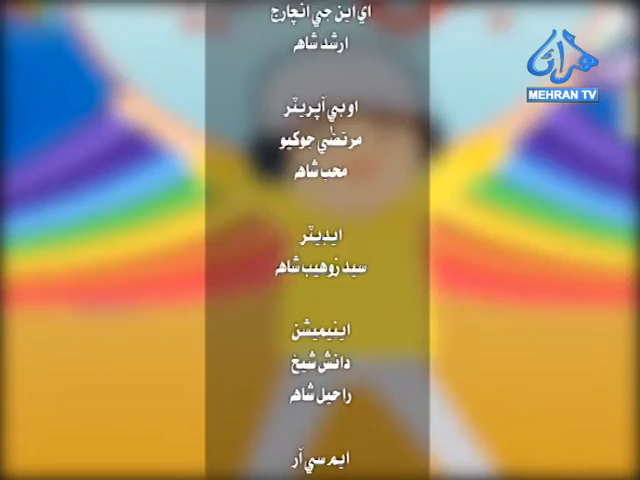 اي اين جي انچارج
ارشد شاهه
مهراڻ
MEHRAN TV
او بي آپريٽر
مرتضيٰ جوکيو
محب شاهه
ايڊيٽر
سيد زوهيب شاهه
اينيميشن
دانش شيخ
راحيل شاهه
ايم سي آر